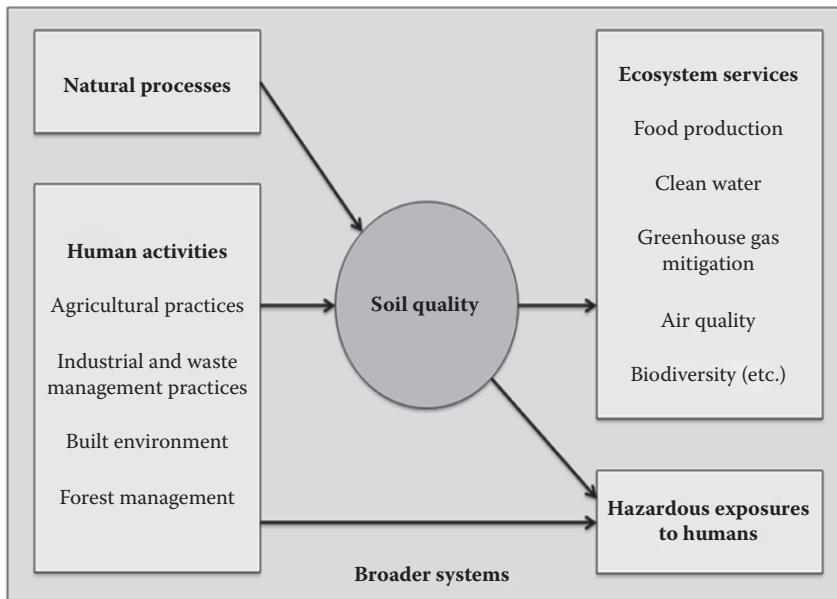 Natural processes
Human activities
Agricultural practices
Industrial and waste
management practices
Built environment
Forest management
Soil quality
Ecosystem services
Food production
Clean water
Greenhouse gas
mitigation
Air quality
Biodiversity (etc.)
Hazardous exposures
to humans
Broader systems